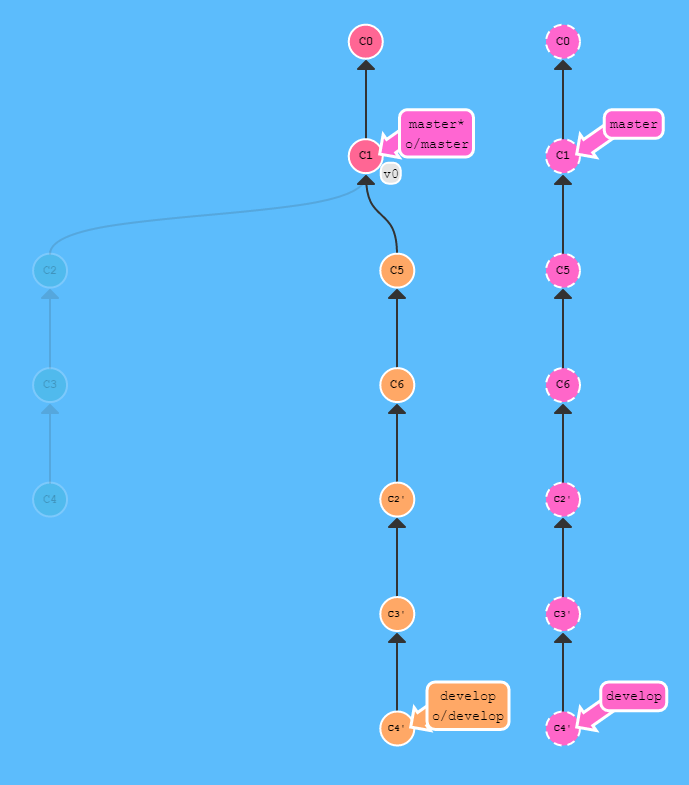 C0 C0
master* master
o/master
C1 C1
v0
C2 C5 C5
C3 C6 C6
C4 C2' C2'
C3' C3'
develop develop
o/develop
C4' C4'